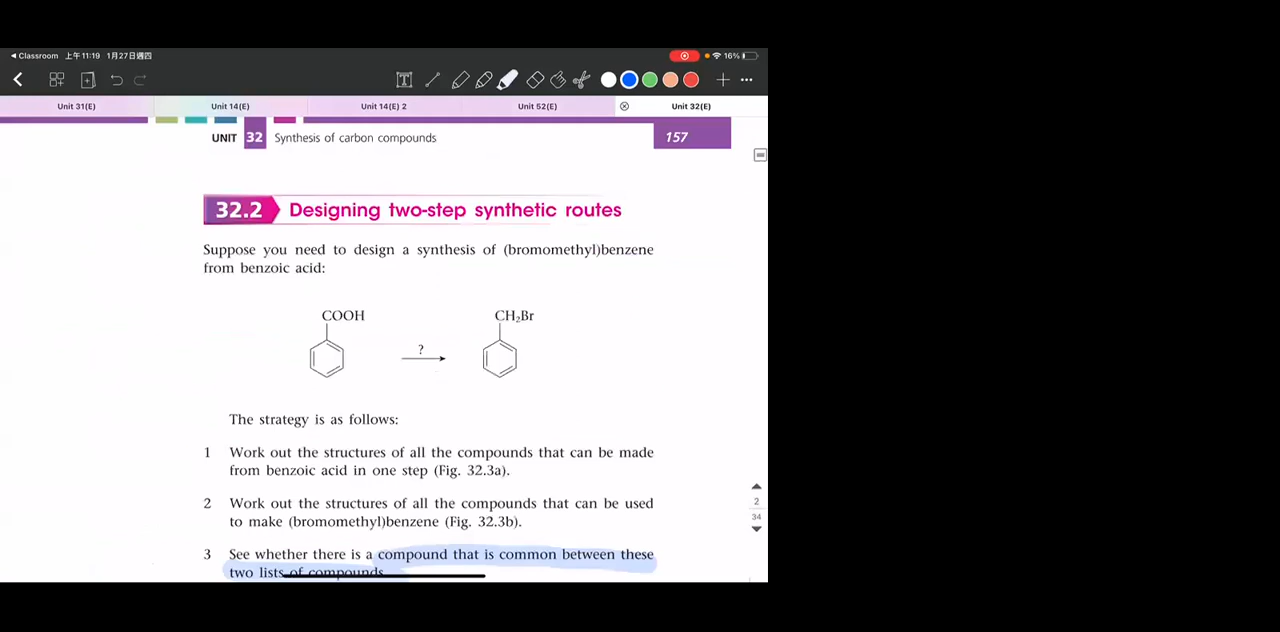 Classroom 上午11:19 1月27日週四
16%
Unit 31(E) Unit 14(E) Unit 14(E) 2 Unit 52(E) Unit 32(E)
UNIT 32 Synthesis of carbon compounds 157
32.2 Designing two-step synthetic routes
Suppose you need to design a synthesis of (bromomethyl)benzene
from benzoic acid:
COOH CH₂Br
?
The strategy is as follows:
1 Work out the structures of all the compounds that can be made
from benzoic acid in one step (Fig. 32.3a).
2 Work out the structures of all the compounds that can be used
to make (bromomethyl)benzene (Fig. 32.3b).
2
34
3 See whether there is a compound that is common between these
two lists of compounds.